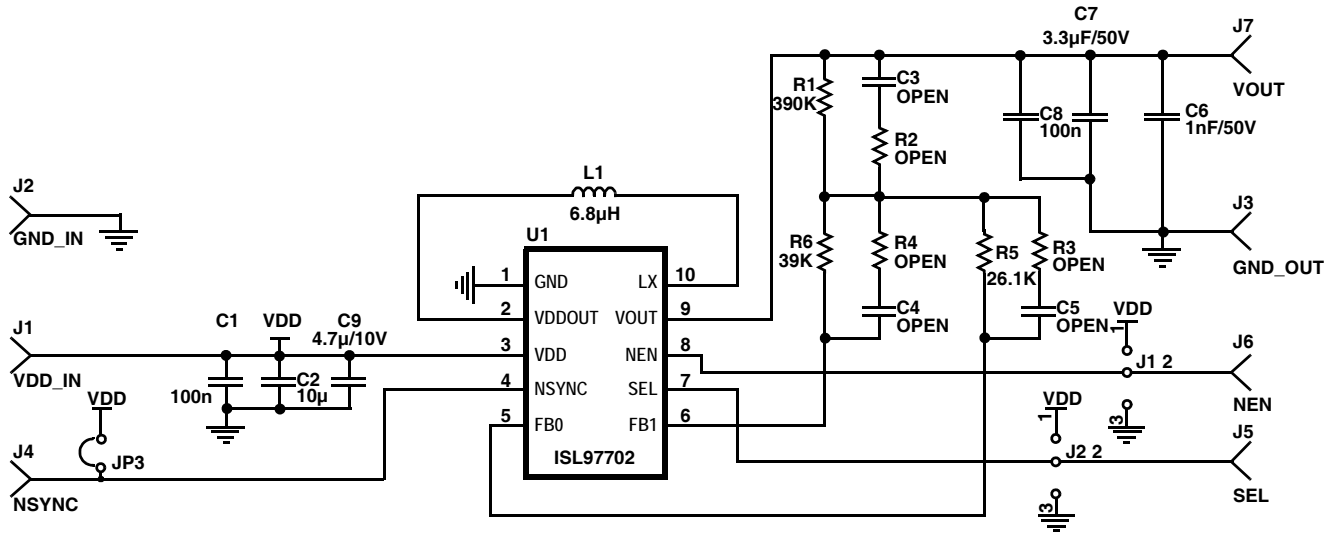 C7
3.3µF/50V
J7
VOUT
R1
390K
C3
OPEN
R2
OPEN
C8
100n
C6
1nF/50V
J2
GND_IN
L1
6.8µH
U1
R6
39K
R4
OPEN
R5
26.1K
R3
OPEN
J3
GND_OUT
1
GND
LX
10
2
VDDOUT
VOUT
9
C4
OPEN
C5
OPEN
VDD
1
J1
VDD_IN
C1
VDD
C9
4.7µ/10V
3
VDD
NEN
8
J1 2
J6
NEN
100n
C2
10µ
4
NSYNC
SEL
7
VDD
1
3
VDD
5
FB0
FB1
6
J4
NSYNC
JP3
ISL97702
J2 2
J5
SEL
3